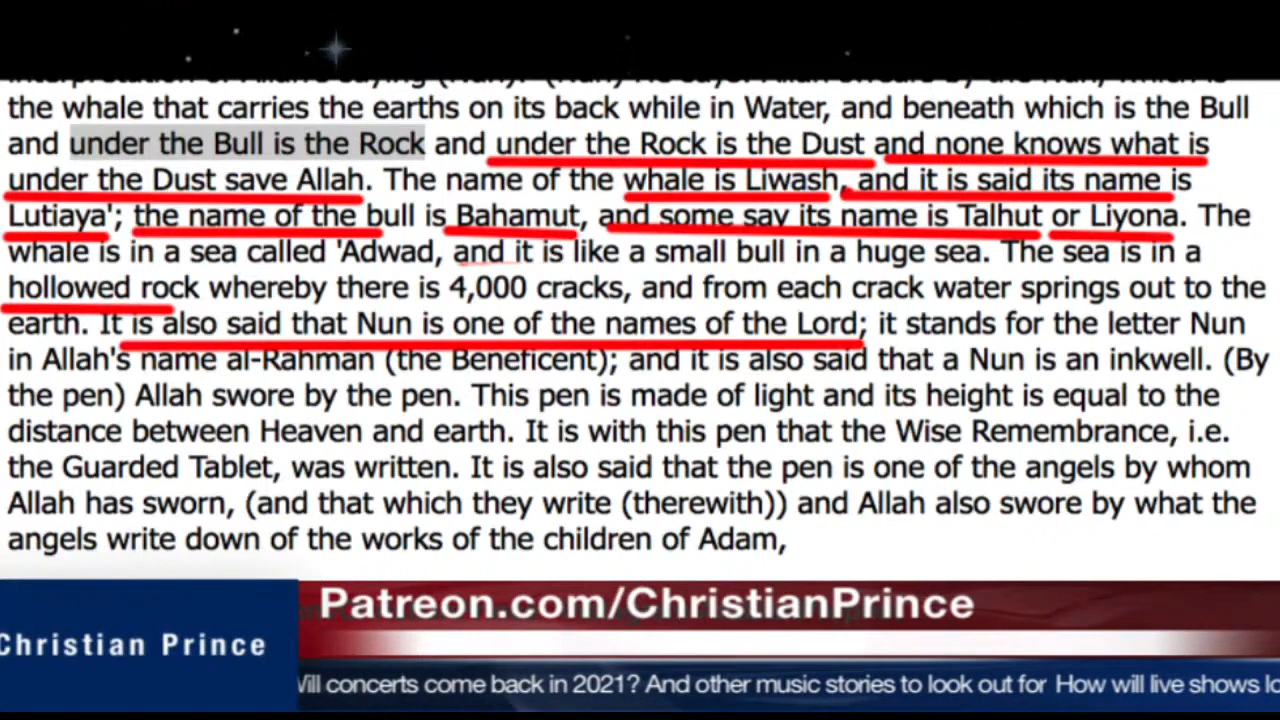 the whale that carries the earths on its back while in Water, and beneath which is the Bull
and under the Bull is the Rock and under the Rock is the Dust and none knows what is
under the Dust save Allah. The name of the whale is Liwash, and it is said its name is
Lutiaya'; the name of the bull is Bahamut, and some say its name is Talhut or Liyona. The
whale is in a sea called 'Adwad, and it is like a small bull in a huge sea. The sea is in a
hollowed rock whereby there is 4,000 cracks, and from each crack water springs out to the
earth. It is also said that Nun is one of the names of the Lord; it stands for the letter Nun
in Allah's name al-Rahman (the Beneficent); and it is also said that a Nun is an inkwell. (By
the pen) Allah swore by the pen. This pen is made of light and its height is equal to the
distance between Heaven and earth. It is with this pen that the Wise Remembrance, i.e.
the Guarded Tablet, was written. It is also said that the pen is one of the angels by whom
Allah has sworn, (and that which they write (therewith)) and Allah also swore by what the
angels write down of the works of the children of Adam,
Patreon.com/ChristianPrince
Christian Prince
Will concerts come back in 2021? And other music stories to look out for How will live shows lo